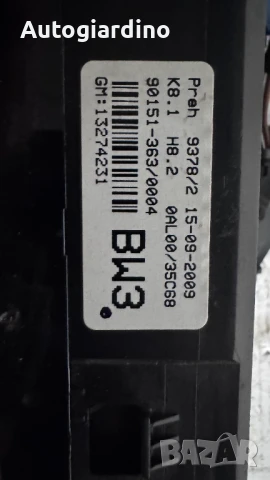 Autogiardino
Preh 9378/2 15-09-2009
K8.1 H8.2 0AL00/35C68
90151-363/0004
GM:13274231
BW3
BAZAR